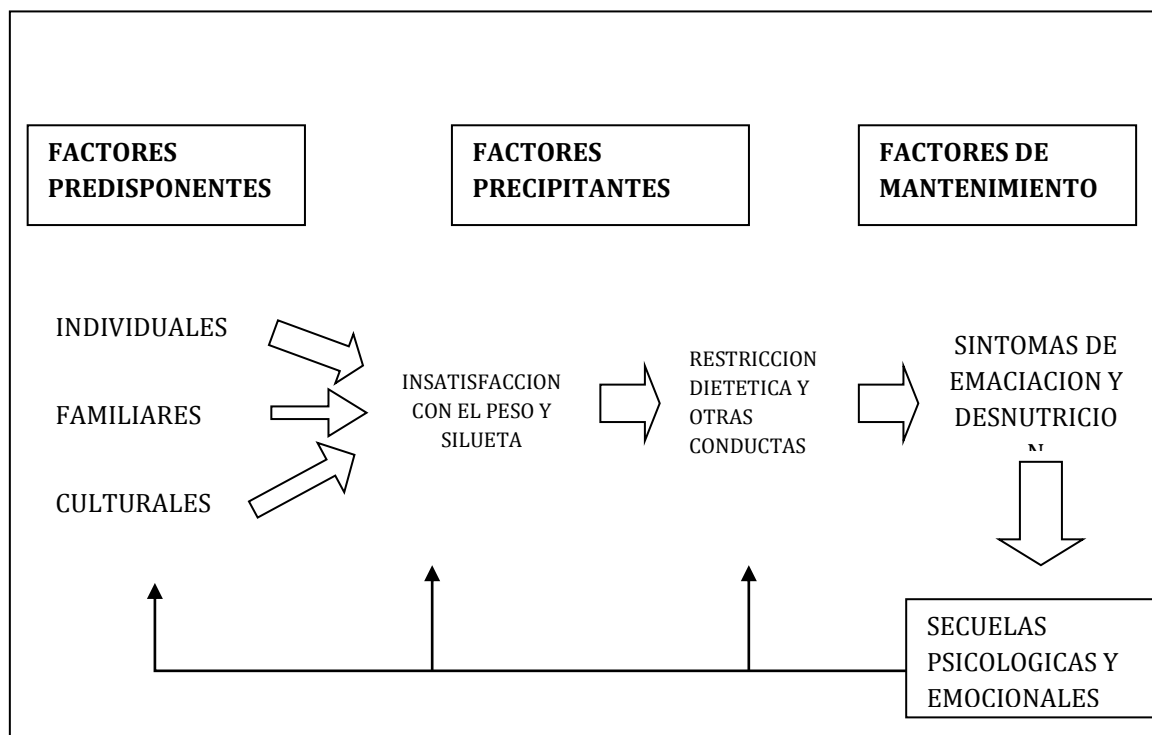 FACTORES
PREDISPONENTES
FACTORES
PRECIPITANTES
FACTORES DE
MANTENIMIENTO
INDIVIDUALES
FAMILIARES
CULTURALES
INSATISFACCION
CON EL PESO Y
SILUETA
RESTRICCION
DIETETICA Y
OTRAS
CONDUCTAS
SINTOMAS DE
EMACIACION Y
DESNUTRICIO
N
SECUELAS
PSICOLOGICAS Y
EMOCIONALES